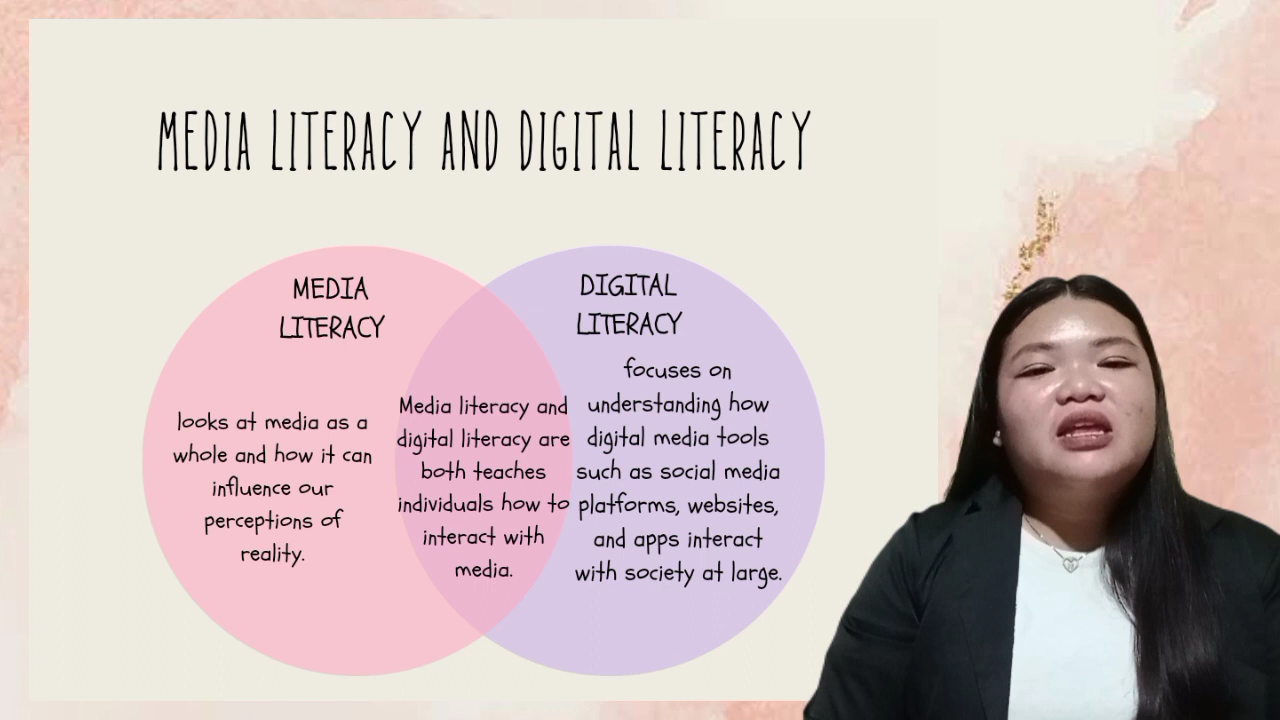 MEDIA LITERACY AND DIGITAL LITERACY
MEDIA
LITERACY
looks at media as a
whole and how it can
influence our
perceptions of
reality.
Media literacy and
digital literacy are
both teaches
individuals how to
interact with
media.
DIGITAL
LITERACY
focuses on
understanding how
digital media tools
such as social media
platforms, websites,
and apps interact
with society at large.